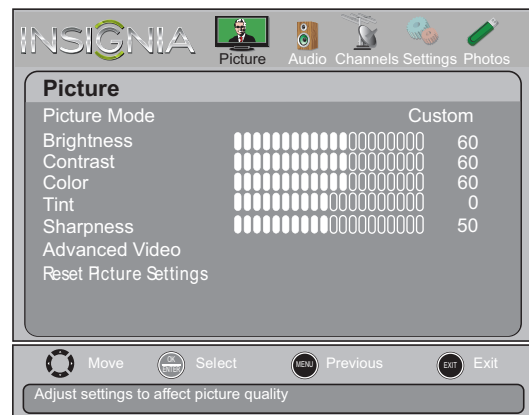 INSIGNIA
Picture Audio Channels Settings Photos
Picture
Picture Mode Custom
Brightness 60
Contrast 60
Color 60
Tint 0
Sharpness 50
Advanced Video
Reset Picture Settings
Move OK ENTER Select MENU Previous EXIT Exit
Adjust settings to affect picture quality